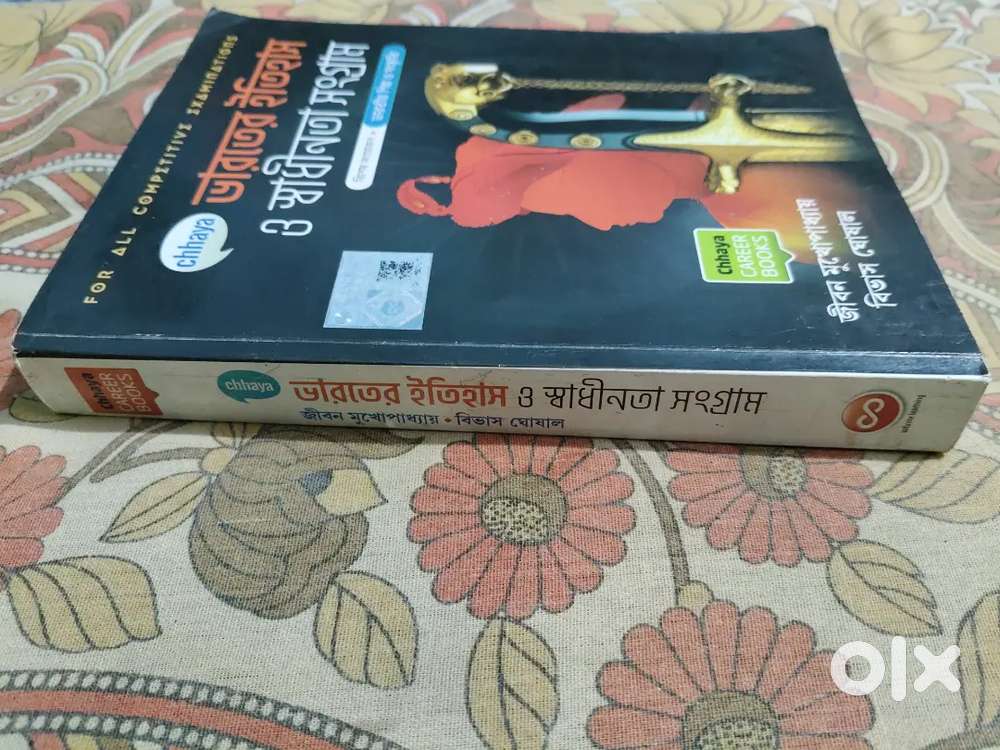 FOR ALL COMPETITIVE EXAMINATIONS
chhaya
ভারতের ইতিহাস
ও স্বাধীনতা সংগ্রাম
Chhaya
CAREER
BOOKS
জীবন মুখোপাধ্যায়
বিভাস ঘোষাল
Chhaya
CAREER
BOOKS
chhaya
ভারতের ইতিহাস ও স্বাধীনতা সংগ্রাম
জীবন মুখোপাধ্যায় • বিভাস ঘোষাল
olx